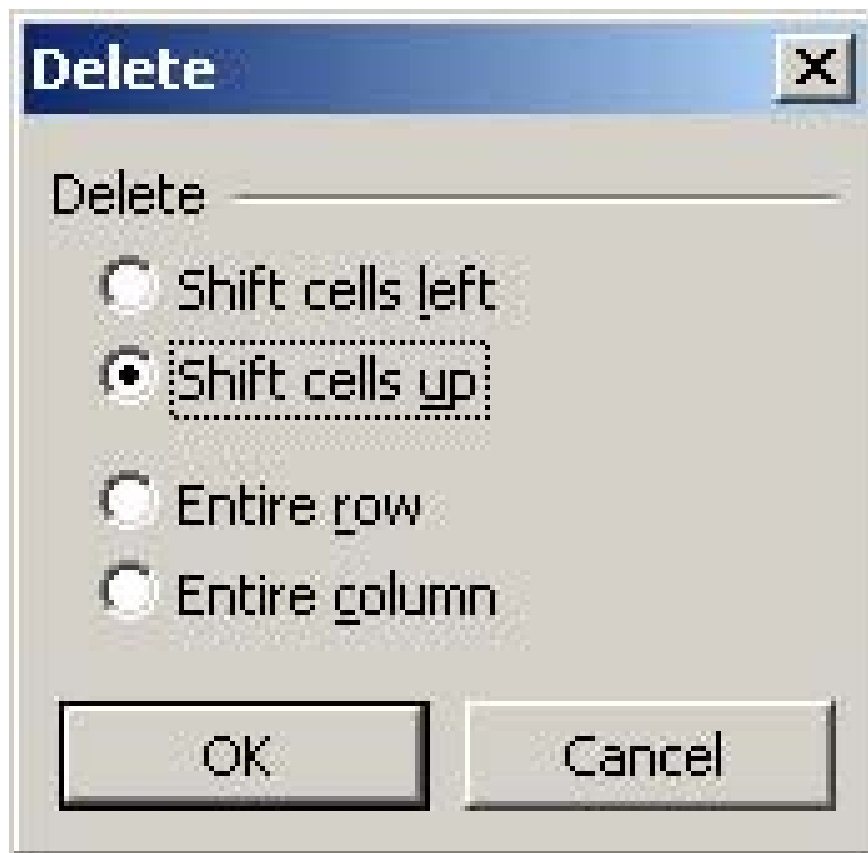 Delete
Delete
Shift cells left
Shift cells up
Entire row
Entire column
OK
Cancel